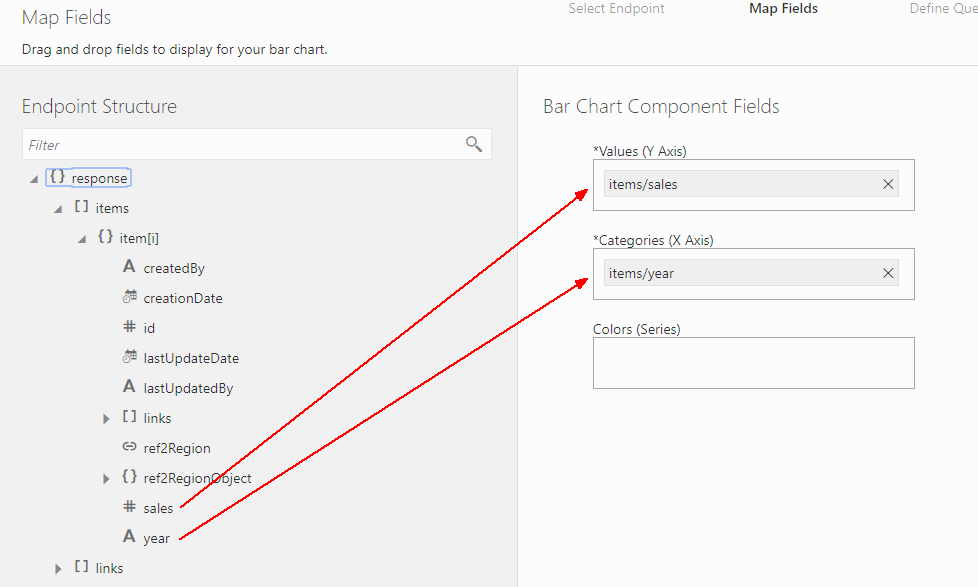 Map Fields
Select Endpoint
Map Fields
Define Que
Drag and drop fields to display for your bar chart.
Endpoint Structure
Filter
{} response
[] items
{} item[i]
A createdBy
creationDate
# id
lastUpdateDate
A lastUpdatedBy
[] links
ref2Region
{} ref2RegionObject
# sales
A year
[] links
Bar Chart Component Fields
*Values (Y Axis)
items/sales
*Categories (X Axis)
items/year
Colors (Series)